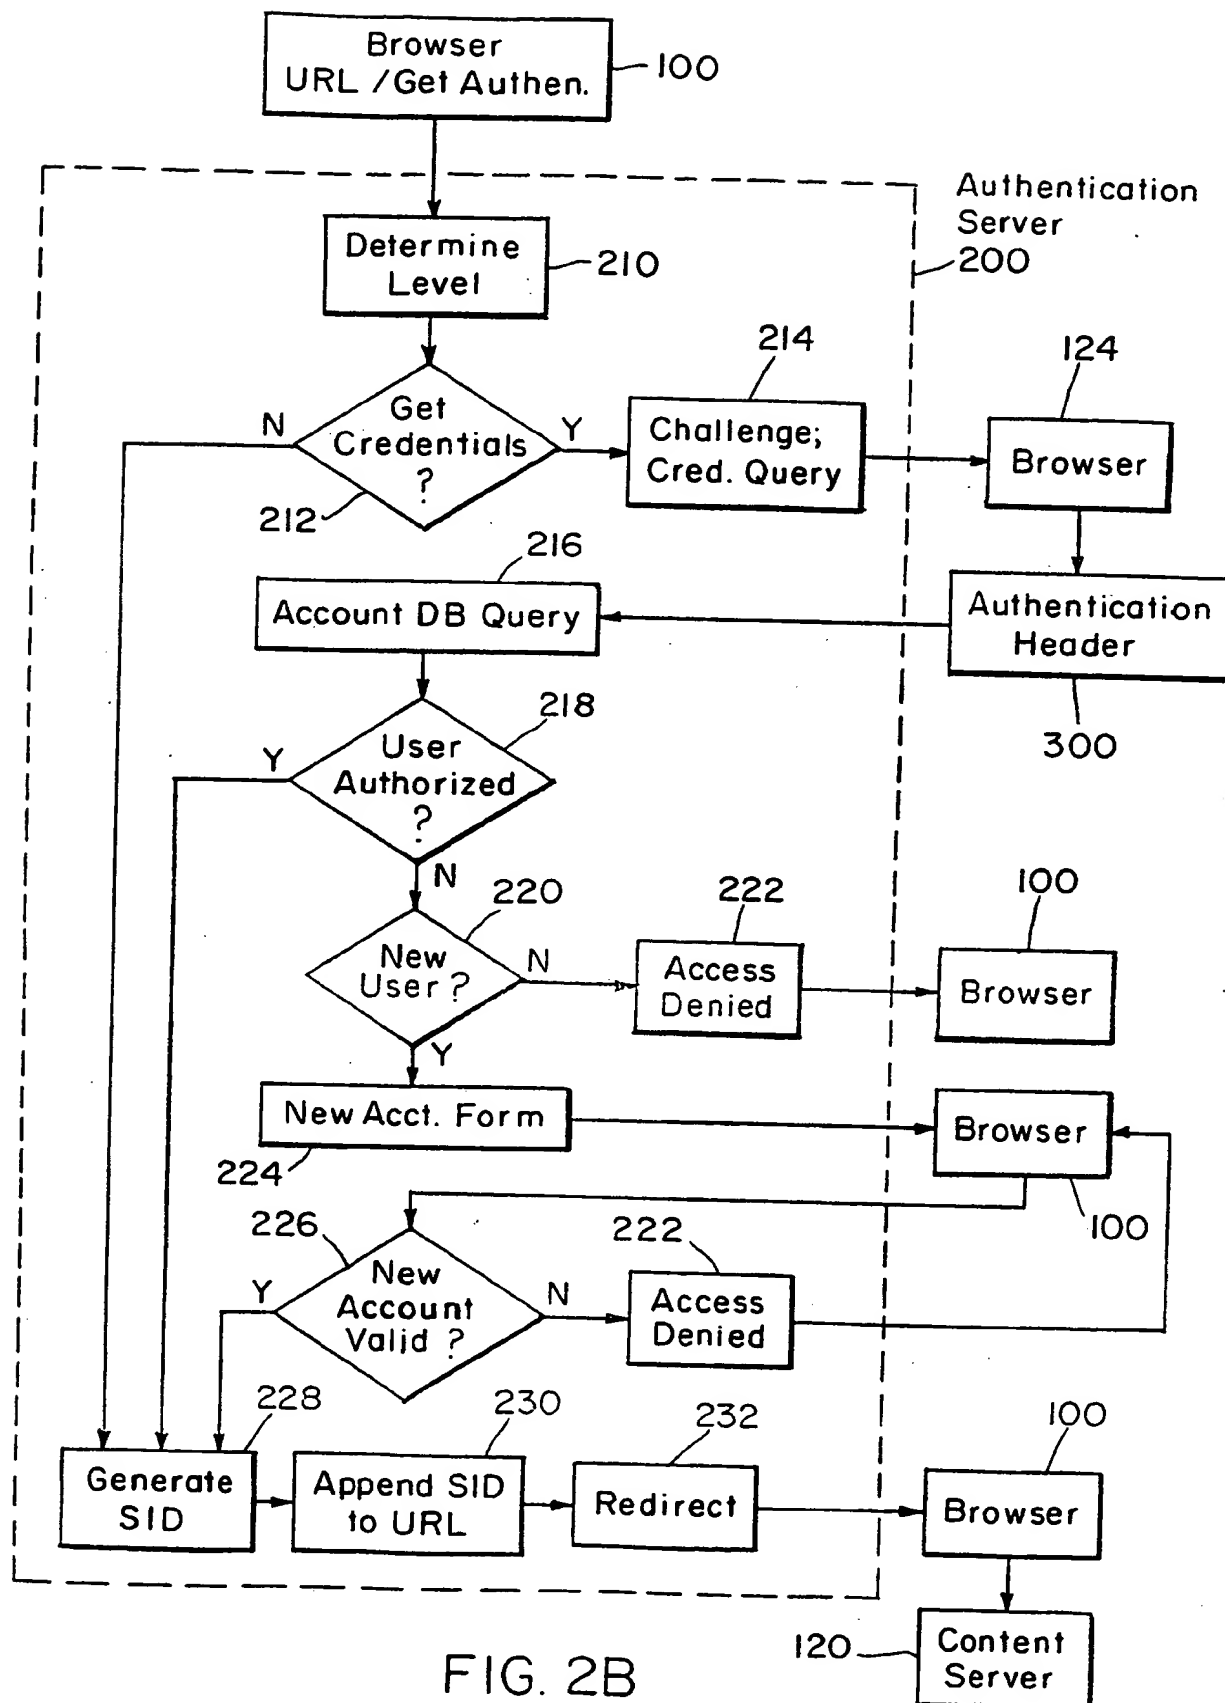 Browser
URL /Get Authen.
100
Authentication
Server
200
Determine
Level
210
214
124
N
Get
Credentials
?
Y
Challenge;
Cred. Query
Browser
212
216
Account DB Query
Authentication
Header
300
218
Y
User
Authorized
?
N
220
222
100
New
User ?
N
Access
Denied
Browser
Y
New Acct. Form
Browser
224
100
226
222
Y
New
Account
Valid ?
N
Access
Denied
228
230
232
100
Generate
SID
Append SID
to URL
Redirect
Browser
120
Content
Server
FIG. 2B